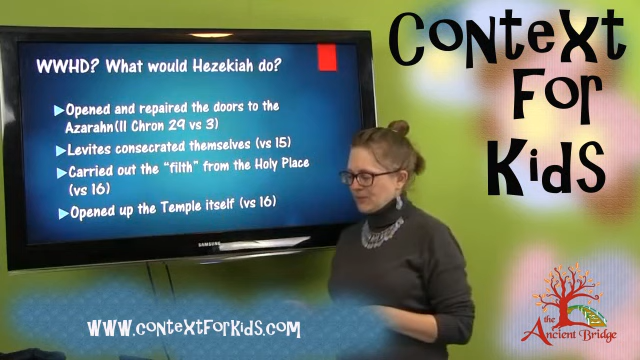 WWHD? What would Hezekiah do?
Opened and repaired the doors to the
Azarahn(II Chron 29 vs 3)
Levites consecrated themselves (vs 15)
Carried out the "filth" from the Holy Place
(vs 16)
Opened up the Temple itself (vs 16)
SAMSUNG
Context
For
Kids
www.contextforkids.com
the
Ancient Bridge